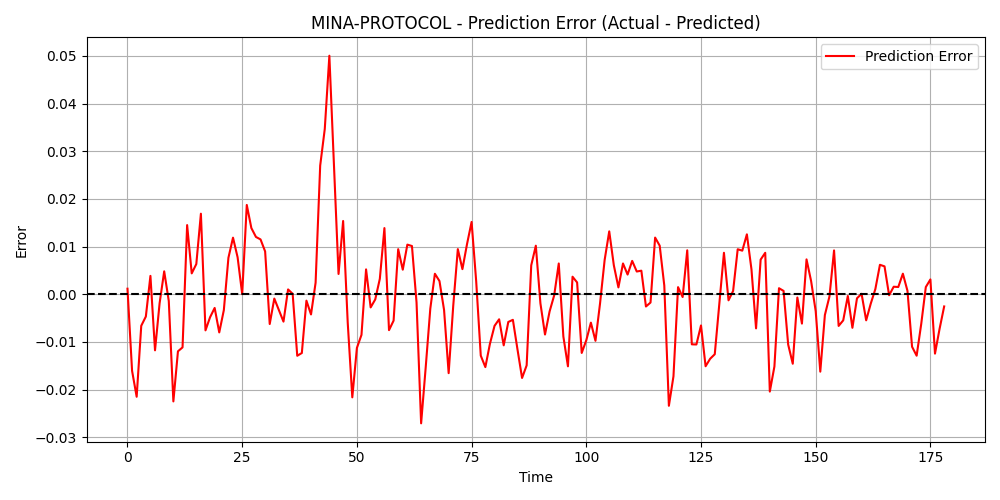 MINA-PROTOCOL - Prediction Error (Actual - Predicted)
Prediction Error
0.05
0.04
0.03
0.02
0.01
0.00
−0.01
−0.02
−0.03
Error
0 25 50 75 100 125 150 175
Time